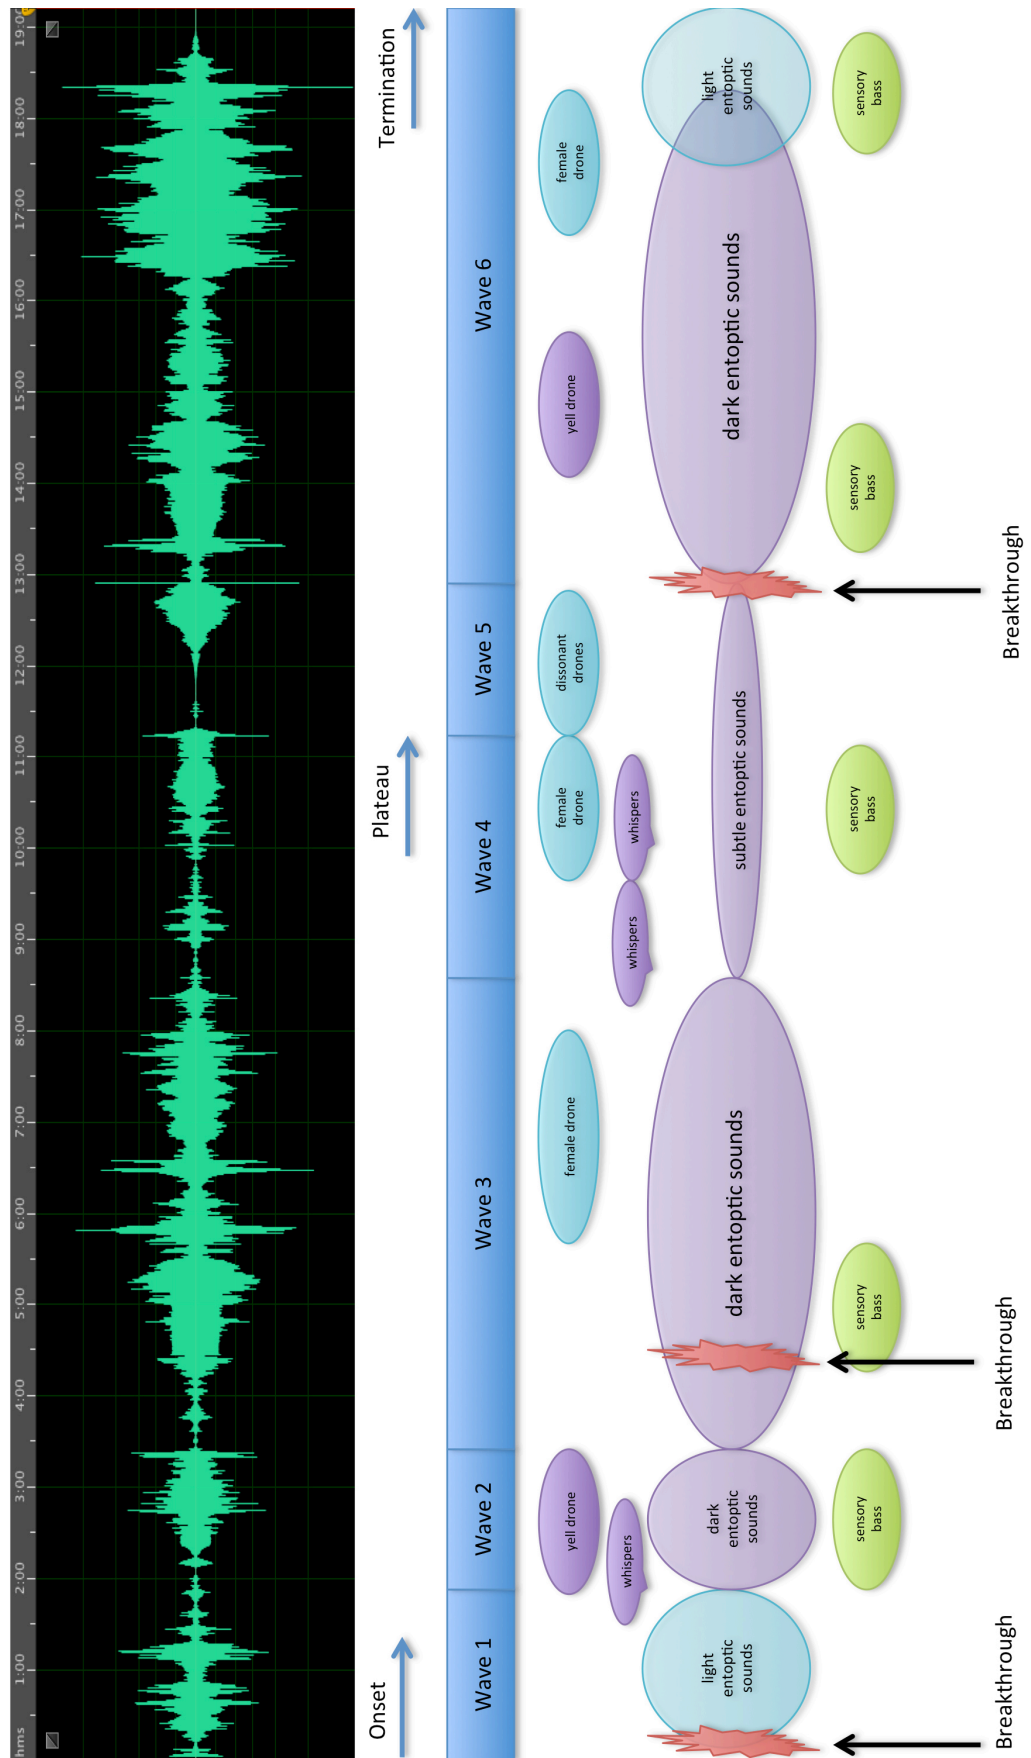 hms
1:00
2:00
3:00
4:00
5:00
6:00
7:00
8:00
9:00
10:00
11:00
12:00
13:00
14:00
15:00
16:00
17:00
18:00
Onset
Plateau
Termination
Wave 1
Wave 2
Wave 3
Wave 4
Wave 5
Wave 6
yell drone
female drone
female
drone
dissonant
drones
yell drone
female
drone
whispers
whispers
whispers
light
entoptic
sounds
dark
entoptic
sounds
dark entoptic sounds
subtle entoptic sounds
dark entoptic sounds
light
entoptic
sounds
sensory
bass
sensory
bass
sensory
bass
sensory
bass
sensory
bass
Breakthrough
Breakthrough
Breakthrough